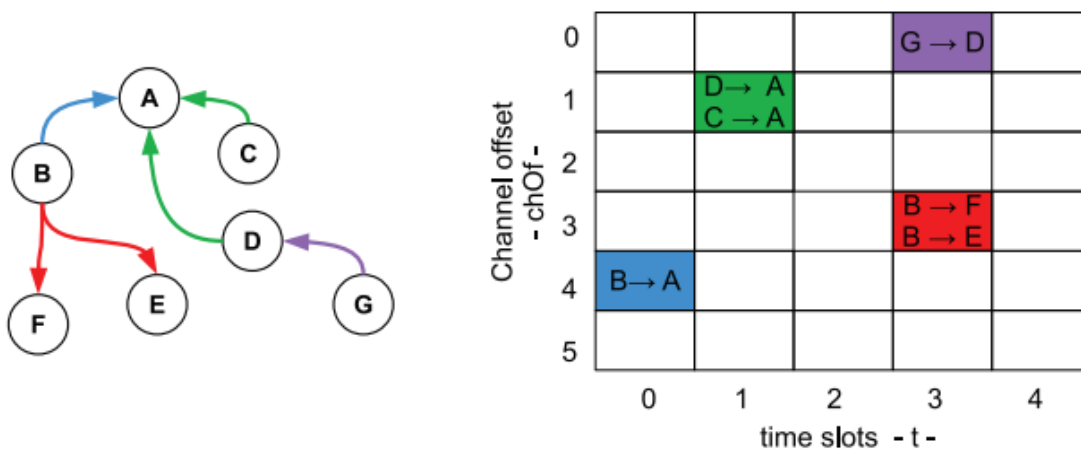 A
B
C
D
E
F
G
Channel offset
- chOf -
0
1
2
3
4
5
G → D
D→ A
C → A
B → F
B → E
B→ A
0 1 2 3 4
time slots - t -